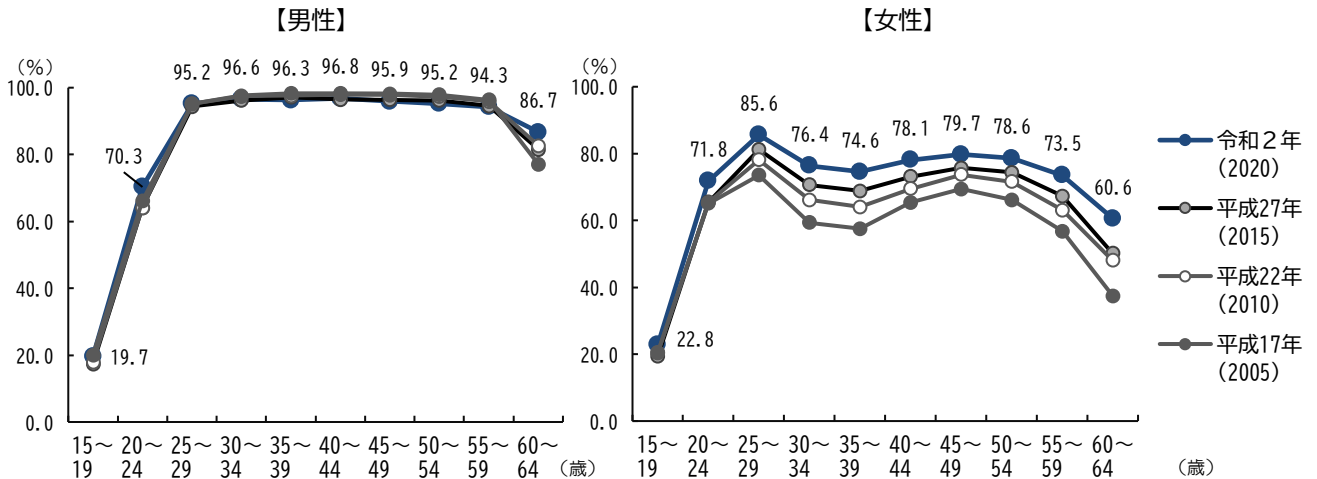 【男性】
(%)
100.0
80.0
60.0
40.0
20.0
0.0
95.2 96.6 96.3 96.8 95.9 95.2 94.3
86.7
70.3
19.7
15～ 20～ 25～ 30～ 35～ 40～ 45～ 50～ 55～ 60～
19 24 29 34 39 44 49 54 59 64 (歳)
【女性】
(%)
100.0
80.0
60.0
40.0
20.0
0.0
85.6
71.8
76.4
74.6
78.1
79.7
78.6
73.5
60.6
22.8
15～ 20～ 25～ 30～ 35～ 40～ 45～ 50～ 55～ 60～
19 24 29 34 39 44 49 54 59 64 (歳)
令和２年
(2020)
平成27年
(2015)
平成22年
(2010)
平成17年
(2005)